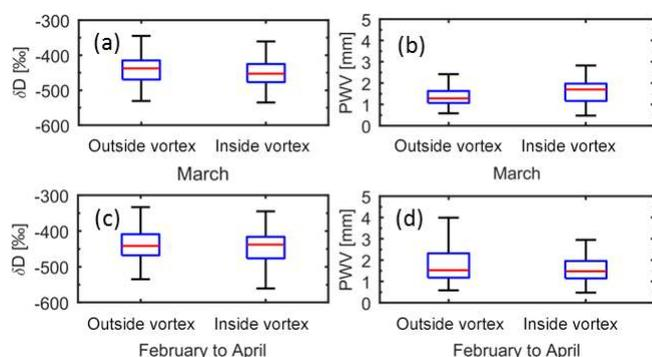 (a)
δD [‰]
-300
-400
-500
-600
Outside vortex Inside vortex
March
(b)
PWV [mm]
5
4
3
2
1
0
Outside vortex Inside vortex
March
(c)
δD [‰]
-300
-400
-500
-600
Outside vortex Inside vortex
February to April
(d)
PWV [mm]
5
4
3
2
1
0
Outside vortex Inside vortex
February to April